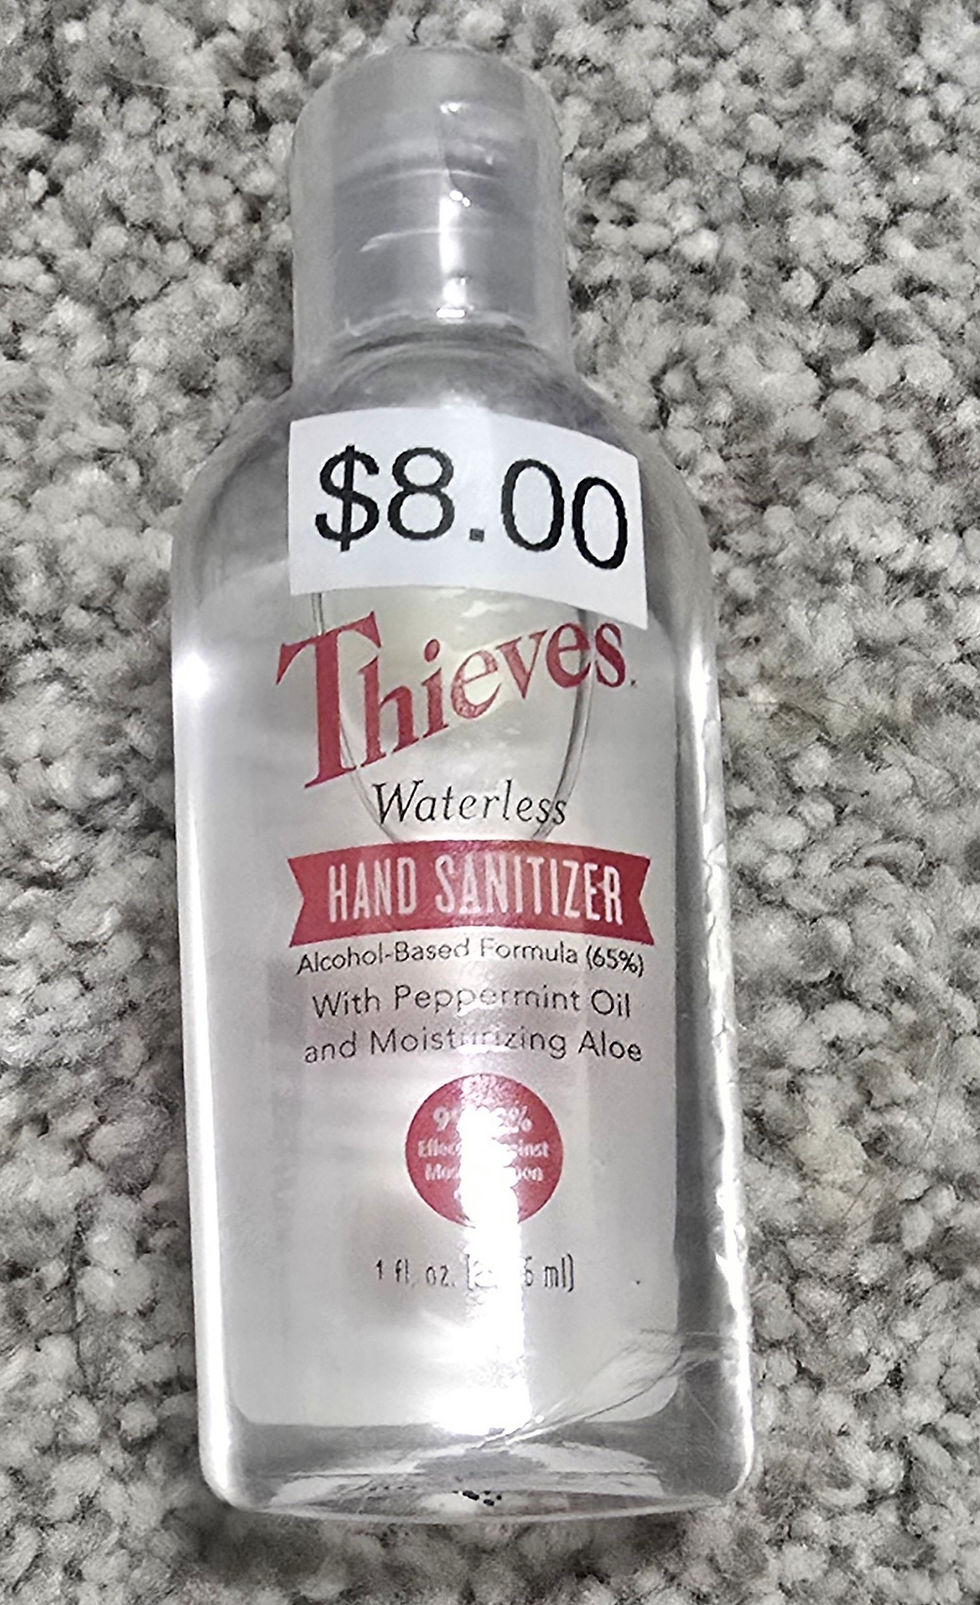 $8.00
Thieves.
Waterless
HAND SANITIZER
Alcohol-Based Formula (65%)
With Peppermint Oil
and Moisturizing Aloe
1 fl. oz. ml)